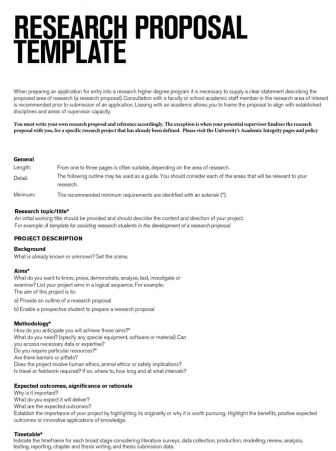 RESEARCH PROPOSAL
TEMPLATE
When preparing an application for entry into a research higher degree program it is necessary to supply a clear statement describing the
proposed area of research (a research proposal). Consultation with a faculty or school academic staff member in the research area of interest
is recommended prior to submission of an application. Liaising with an academic allows you to frame the proposal to align with established
disciplines and areas of supervisor capacity.
You must write your own research proposal and reference accordingly. The exception is when your potential supervisor finalises the research
proposal with you, for a specific research project that has already been defined. Please visit the University's Academic Integrity pages and policy
General
Length: From one to three pages is often suitable, depending on the area of research.
Detail: The following outline may be used as a guide. You should consider each of the areas that will be relevant to your
research.
Minimum: The recommended minimum requirements are identified with an asterisk (*).
Research topic/title*
An initial working title should be provided and should describe the content and direction of your project.
For example: A template for assisting research students in the development of a research proposal.
PROJECT DESCRIPTION
Background
What is already known or unknown? Set the scene.
Aims*
What do you want to know, prove, demonstrate, analyse, test, investigate or
examine? List your project aims in a logical sequence. For example:
The aim of this project is to:
a) Provide an outline of a research proposal
b) Enable a prospective student to prepare a research proposal
Methodology*
How do you anticipate you will achieve these aims?*
What do you need? (specify any special equipment, software or material) Can
you access necessary data or expertise?
Do you require particular resources?*
Are there barriers or pitfalls?
Does the project involve human ethics, animal ethics or safety implications?
Is travel or fieldwork required? If so, where to, how long and at what intervals?
Expected outcomes, significance or rationale
Why is it important?
What do you expect it will deliver?
What are the expected outcomes?
Establish the importance of your project by highlighting its originality or why it is worth pursuing. Highlight the benefits, positive expected
outcomes or innovative applications of knowledge.
Timetable*
Indicate the timeframe for each broad stage considering literature surveys, data collection, production, modelling, review, analysis,
testing, reporting, chapter and thesis writing, and thesis submission date.